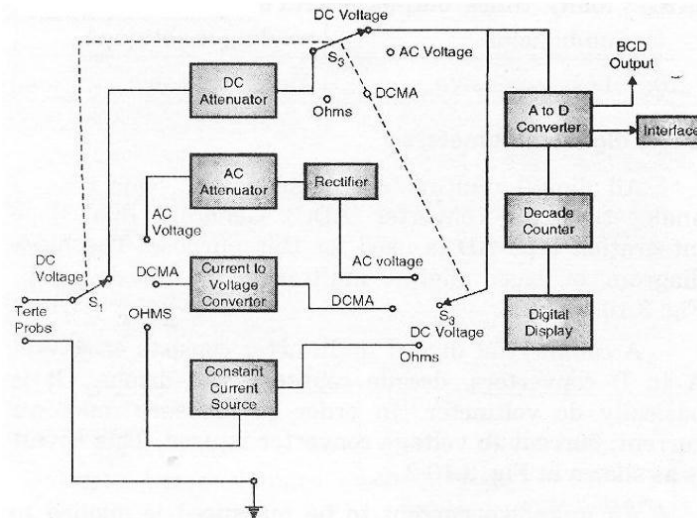 DC Voltage
S3
AC Voltage
DCMA
Ohms
BCD
Output
DC
Attenuator
A to D
Converter
Interface
AC
Attenuator
Rectifier
AC
Voltage
Decade
Counter
DC
Voltage
S1
Terte
Probs
DCMA
Current to
Voltage
Converter
AC voltage
DCMA
S3
DC Voltage
Ohms
OHMS
Digital
Display
Constant
Current
Source